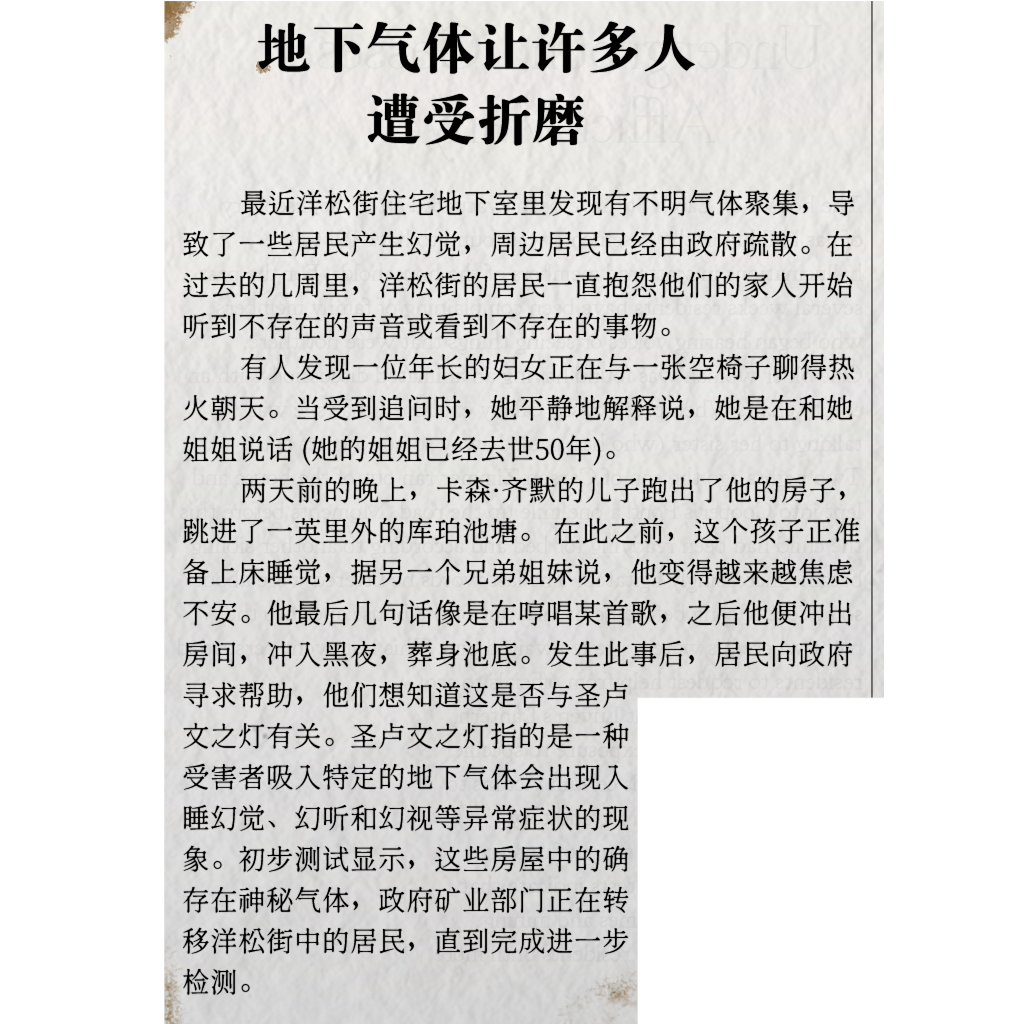 地下气体让许多人
遭受折磨
最近洋松街住宅地下室里发现有不明气体聚集，导
致了一些居民产生幻觉，周边居民已经由政府疏散。在
过去的几周里，洋松街的居民一直抱怨他们的家人开始
听到不存在的声音或看到不存在的事物。
有人发现一位年长的妇女正在与一张空椅子聊得热
火朝天。当受到追问时，她平静地解释说，她是在和她
姐姐说话 (她的姐姐已经去世50年)。
两天前的晚上，卡森·齐默的儿子跑出了他的房子，
跳进了一英里外的库珀池塘。 在此之前，这个孩子正准
备上床睡觉，据另一个兄弟姐妹说，他变得越来越焦虑
不安。他最后几句话像是在哼唱某首歌，之后他便冲出
房间，冲入黑夜，葬身池底。发生此事后，居民向政府
寻求帮助，他们想知道这是否与圣卢
文之灯有关。圣卢文之灯指的是一种
受害者吸入特定的地下气体会出现入
睡幻觉、幻听和幻视等异常症状的现
象。初步测试显示，这些房屋中的确
存在神秘气体，政府矿业部门正在转
移洋松街中的居民，直到完成进一步
检测。